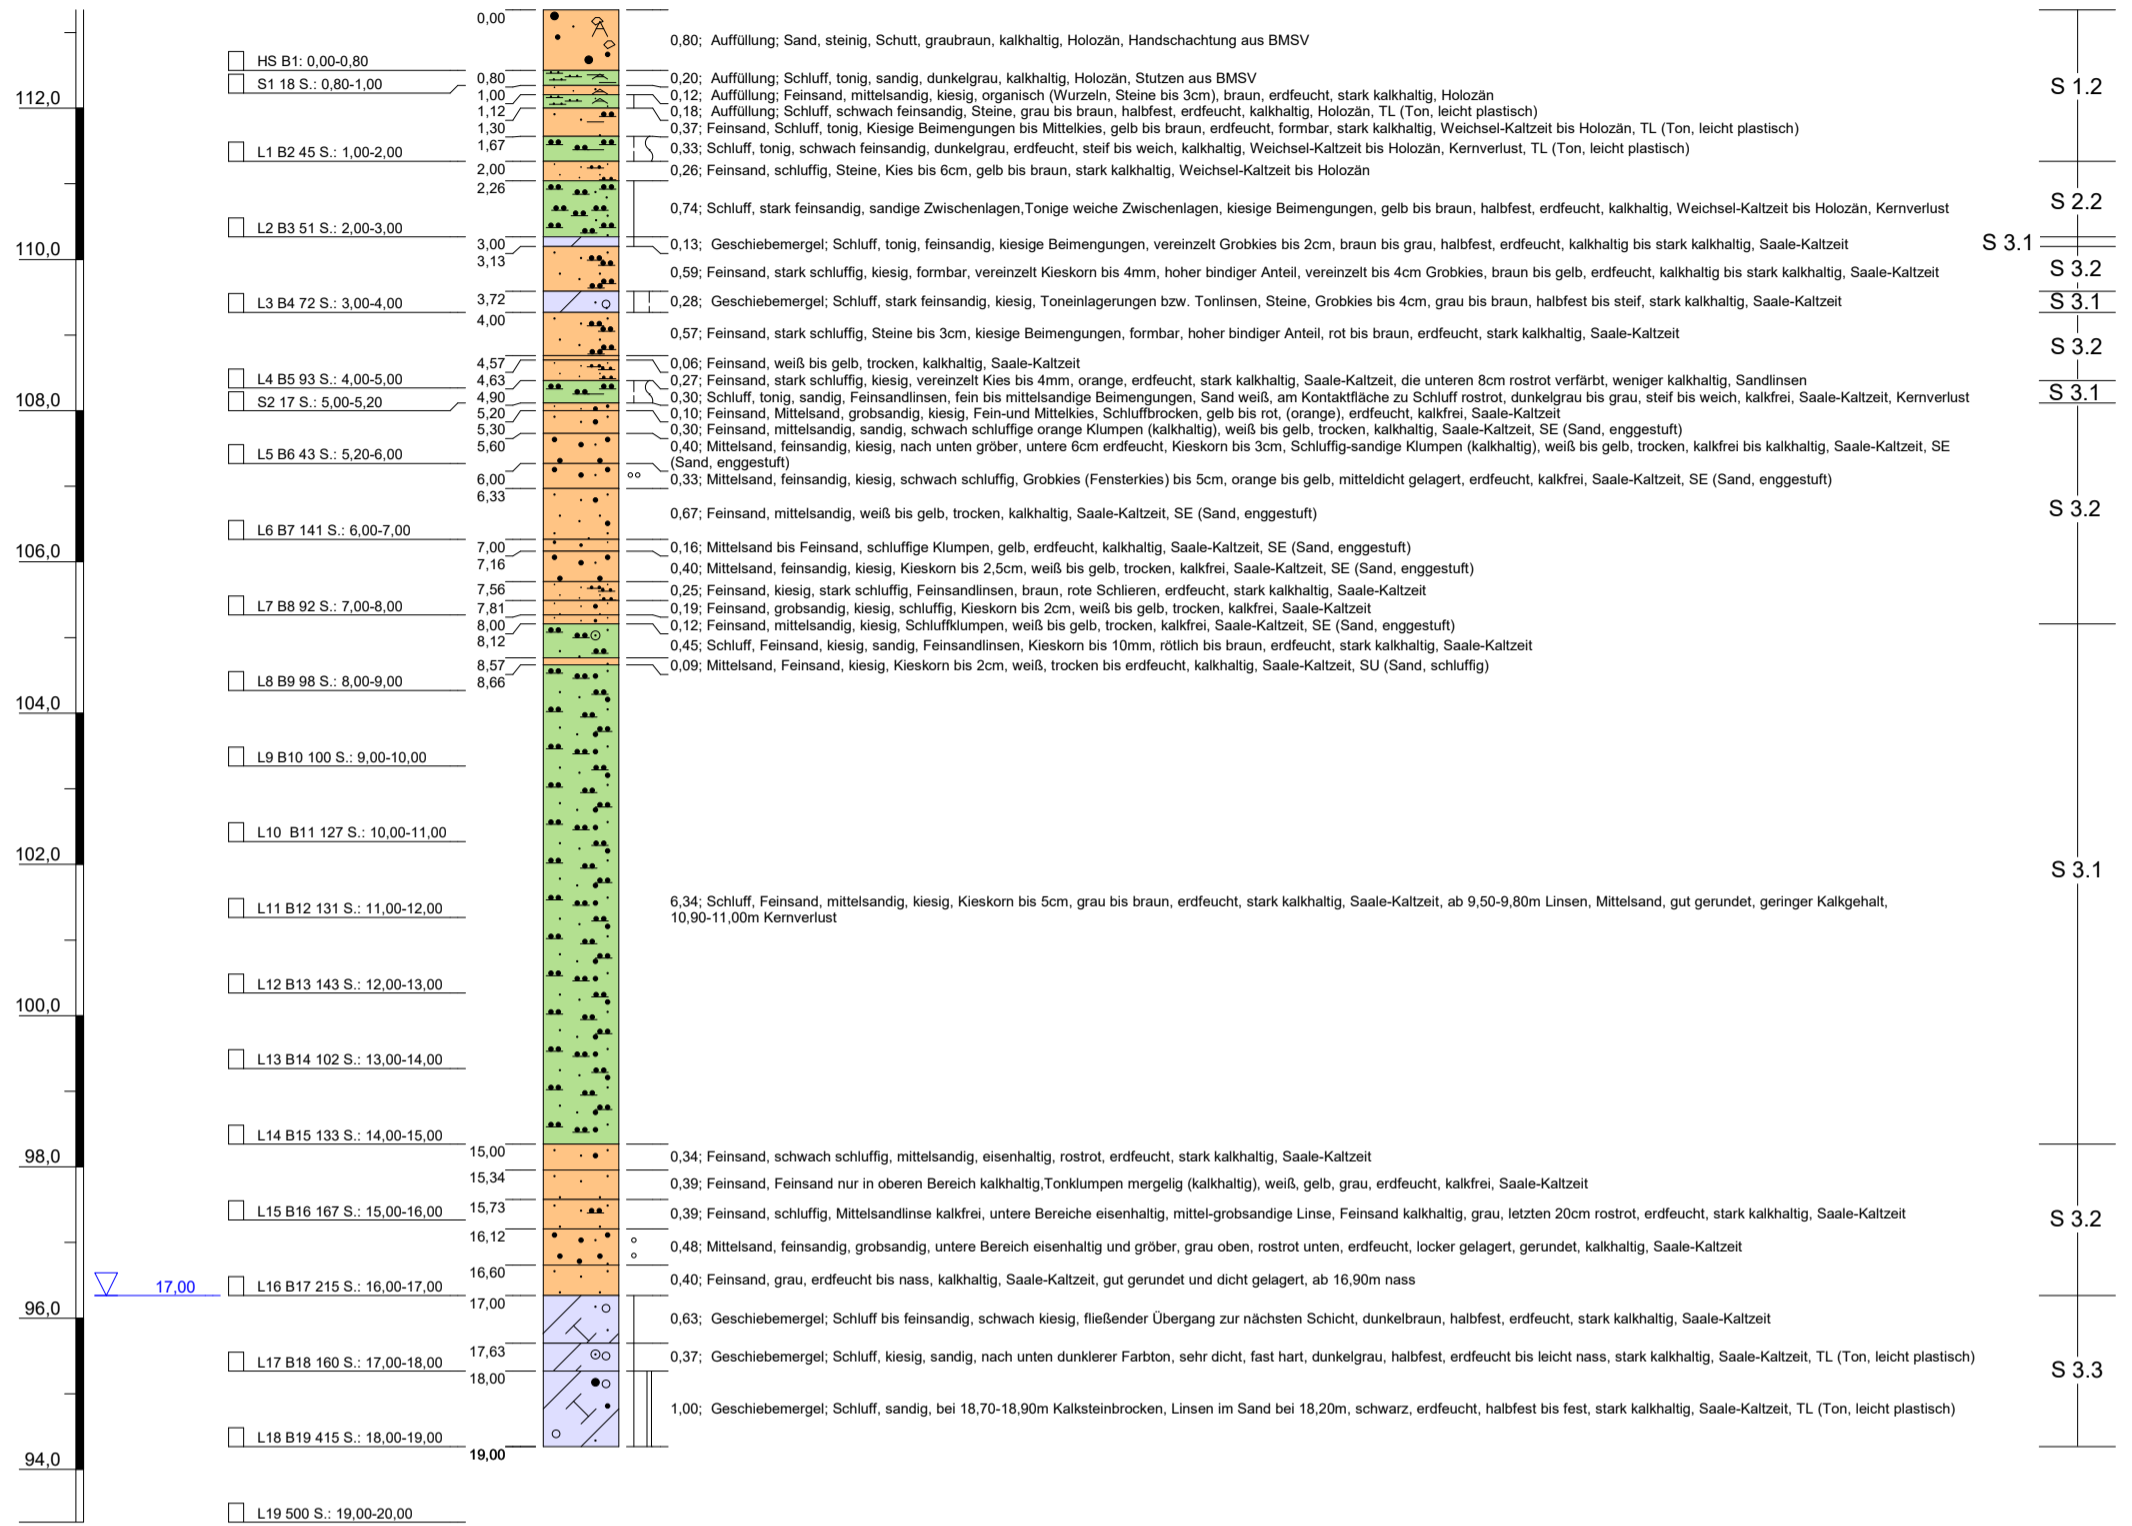 0,00
0,80;  Auffüllung; Sand, steinig, Schutt, graubraun, kalkhaltig, Holozän, Handschachtung aus BMSV
HS B1: 0,00-0,80
0,80
0,20;  Auffüllung; Schluff, tonig, sandig, dunkelgrau, kalkhaltig, Holozän, Stutzen aus BMSV
S1 18 S.: 0,80-1,00
S 1.2
112,0
1,00
0,12; Auffüllung; Feinsand, mittelsandig, kiesig, organisch (Wurzeln, Steine bis 3cm), braun, erdfeucht, stark kalkhaltig, Holozän
1,12
0,18; Auffüllung; Schluff, schwach feinsandig, Steine, grau bis braun, halbfest, erdfeucht, kalkhaltig, Holozän, TL (Ton, leicht plastisch)
1,30
0,37; Feinsand, Schluff, tonig, Kiesige Beimengungen bis Mittelkies, gelb bis braun, erdfeucht, formbar, stark kalkhaltig, Weichsel-Kaltzeit bis Holozän, TL (Ton, leicht plastisch)
L1 B2 45 S.: 1,00-2,00
1,67
0,33; Schluff, tonig, schwach feinsandig, dunkelgrau, erdfeucht, steif bis weich, kalkhaltig, Weichsel-Kaltzeit bis Holozän, Kernverlust, TL (Ton, leicht plastisch)
2,00
0,26; Feinsand, schluffig, Steine, Kies bis 6cm, gelb bis braun, stark kalkhaltig, Weichsel-Kaltzeit bis Holozän
2,26
S 2.2
0,74; Schluff, stark feinsandig, sandige Zwischenlagen,Tonige weiche Zwischenlagen, kiesige Beimengungen, gelb bis braun, halbfest, erdfeucht, kalkhaltig, Weichsel-Kaltzeit bis Holozän, Kernverlust
L2 B3 51 S.: 2,00-3,00
3,00
0,13;  Geschiebemergel; Schluff, tonig, feinsandig, kiesige Beimengungen, vereinzelt Grobkies bis 2cm, braun bis grau, halbfest, erdfeucht, kalkhaltig bis stark kalkhaltig, Saale-Kaltzeit
S 3.1
110,0
3,13
0,59; Feinsand, stark schluffig, kiesig, formbar, vereinzelt Kieskorn bis 4mm, hoher bindiger Anteil, vereinzelt bis 4cm Grobkies, braun bis gelb, erdfeucht, kalkhaltig bis stark kalkhaltig, Saale-Kaltzeit
S 3.2
L3 B4 72 S.: 3,00-4,00
3,72
0,28;  Geschiebemergel; Schluff, stark feinsandig, kiesig, Toneinlagerungen bzw. Tonlinsen, Steine, Grobkies bis 4cm, grau bis braun, halbfest bis steif, stark kalkhaltig, Saale-Kaltzeit
S 3.1
4,00
0,57; Feinsand, stark schluffig, Steine bis 3cm, kiesige Beimengungen, formbar, hoher bindiger Anteil, rot bis braun, erdfeucht, stark kalkhaltig, Saale-Kaltzeit
S 3.2
4,57
0,06; Feinsand, weiß bis gelb, trocken, kalkhaltig, Saale-Kaltzeit
L4 B5 93 S.: 4,00-5,00
4,63
0,27; Feinsand, stark schluffig, kiesig, vereinzelt Kies bis 4mm, orange, erdfeucht, stark kalkhaltig, Saale-Kaltzeit, die unteren 8cm rostrot verfärbt, weniger kalkhaltig, Sandlinsen
S 3.1
4,90
0,30; Schluff, tonig, sandig, Feinsandlinsen, fein bis mittelsandige Beimengungen, Sand weiß, am Kontaktfläche zu Schluff rostrot, dunkelgrau bis grau, steif bis weich, kalkfrei, Saale-Kaltzeit, Kernverlust
S2 17 S.: 5,00-5,20
108,0
5,20
0,10; Feinsand, Mittelsand, grobsandig, kiesig, Fein-und Mittelkies, Schluffbrocken, gelb bis rot, (orange), erdfeucht, kalkfrei, Saale-Kaltzeit
5,30
0,30; Feinsand, mittelsandig, sandig, schwach schluffige orange Klumpen (kalkhaltig), weiß bis gelb, trocken, kalkhaltig, Saale-Kaltzeit, SE (Sand, enggestuft)
5,60
0,40; Mittelsand, feinsandig, kiesig, nach unten gröber, untere 6cm erdfeucht, Kieskorn bis 3cm, Schluffig-sandige Klumpen (kalkhaltig), weiß bis gelb, trocken, kalkfrei bis kalkhaltig, Saale-Kaltzeit, SE
(Sand, enggestuft)
L5 B6 43 S.: 5,20-6,00
6,00
0,33; Mittelsand, feinsandig, kiesig, schwach schluffig, Grobkies (Fensterkies) bis 5cm, orange bis gelb, mitteldicht gelagert, erdfeucht, kalkfrei, Saale-Kaltzeit, SE (Sand, enggestuft)
6,33
S 3.2
0,67; Feinsand, mittelsandig, weiß bis gelb, trocken, kalkhaltig, Saale-Kaltzeit, SE (Sand, enggestuft)
L6 B7 141 S.: 6,00-7,00
7,00
0,16; Mittelsand bis Feinsand, schluffige Klumpen, gelb, erdfeucht, kalkhaltig, Saale-Kaltzeit, SE (Sand, enggestuft)
106,0
7,16
0,40; Mittelsand, feinsandig, kiesig, Kieskorn bis 2,5cm, weiß bis gelb, trocken, kalkfrei, Saale-Kaltzeit, SE (Sand, enggestuft)
7,56
0,25; Feinsand, kiesig, stark schluffig, Feinsandlinsen, braun, rote Schlieren, erdfeucht, stark kalkhaltig, Saale-Kaltzeit
L7 B8 92 S.: 7,00-8,00
7,81
0,19; Feinsand, grobsandig, kiesig, schluffig, Kieskorn bis 2cm, weiß bis gelb, trocken, kalkfrei, Saale-Kaltzeit
8,00
0,12; Feinsand, mittelsandig, kiesig, Schluffklumpen, weiß bis gelb, trocken, kalkfrei, Saale-Kaltzeit, SE (Sand, enggestuft)
8,12
0,45; Schluff, Feinsand, kiesig, sandig, Feinsandlinsen, Kieskorn bis 10mm, rötlich bis braun, erdfeucht, stark kalkhaltig, Saale-Kaltzeit
8,57
0,09; Mittelsand, Feinsand, kiesig, Kieskorn bis 2cm, weiß, trocken bis erdfeucht, kalkhaltig, Saale-Kaltzeit, SU (Sand, schluffig)
L8 B9 98 S.: 8,00-9,00
8,66
104,0
L9 B10 100 S.: 9,00-10,00
L10  B11 127 S.: 10,00-11,00
102,0
S 3.1
6,34; Schluff, Feinsand, mittelsandig, kiesig, Kieskorn bis 5cm, grau bis braun, erdfeucht, stark kalkhaltig, Saale-Kaltzeit, ab 9,50-9,80m Linsen, Mittelsand, gut gerundet, geringer Kalkgehalt,
10,90-11,00m Kernverlust
L11 B12 131 S.: 11,00-12,00
L12 B13 143 S.: 12,00-13,00
100,0
L13 B14 102 S.: 13,00-14,00
L14 B15 133 S.: 14,00-15,00
15,00
0,34; Feinsand, schwach schluffig, mittelsandig, eisenhaltig, rostrot, erdfeucht, stark kalkhaltig, Saale-Kaltzeit
98,0
15,34
0,39; Feinsand, Feinsand nur in oberen Bereich kalkhaltig,Tonklumpen mergelig (kalkhaltig), weiß, gelb, grau, erdfeucht, kalkfrei, Saale-Kaltzeit
L15 B16 167 S.: 15,00-16,00
15,73
0,39; Feinsand, schluffig, Mittelsandlinse kalkfrei, untere Bereiche eisenhaltig, mittel-grobsandige Linse, Feinsand kalkhaltig, grau, letzten 20cm rostrot, erdfeucht, stark kalkhaltig, Saale-Kaltzeit
S 3.2
16,12
0,48; Mittelsand, feinsandig, grobsandig, untere Bereich eisenhaltig und gröber, grau oben, rostrot unten, erdfeucht, locker gelagert, gerundet, kalkhaltig, Saale-Kaltzeit
16,60
0,40; Feinsand, grau, erdfeucht bis nass, kalkhaltig, Saale-Kaltzeit, gut gerundet und dicht gelagert, ab 16,90m nass
17,00
L16 B17 215 S.: 16,00-17,00
17,00
96,0
0,63;  Geschiebemergel; Schluff bis feinsandig, schwach kiesig, fließender Übergang zur nächsten Schicht, dunkelbraun, halbfest, erdfeucht, stark kalkhaltig, Saale-Kaltzeit
17,63
0,37;  Geschiebemergel; Schluff, kiesig, sandig, nach unten dunklerer Farbton, sehr dicht, fast hart, dunkelgrau, halbfest, erdfeucht bis leicht nass, stark kalkhaltig, Saale-Kaltzeit, TL (Ton, leicht plastisch)
L17 B18 160 S.: 17,00-18,00
S 3.3
18,00
1,00;  Geschiebemergel; Schluff, sandig, bei 18,70-18,90m Kalksteinbrocken, Linsen im Sand bei 18,20m, schwarz, erdfeucht, halbfest bis fest, stark kalkhaltig, Saale-Kaltzeit, TL (Ton, leicht plastisch)
L18 B19 415 S.: 18,00-19,00
19,00
94,0
L19 500 S.: 19,00-20,00